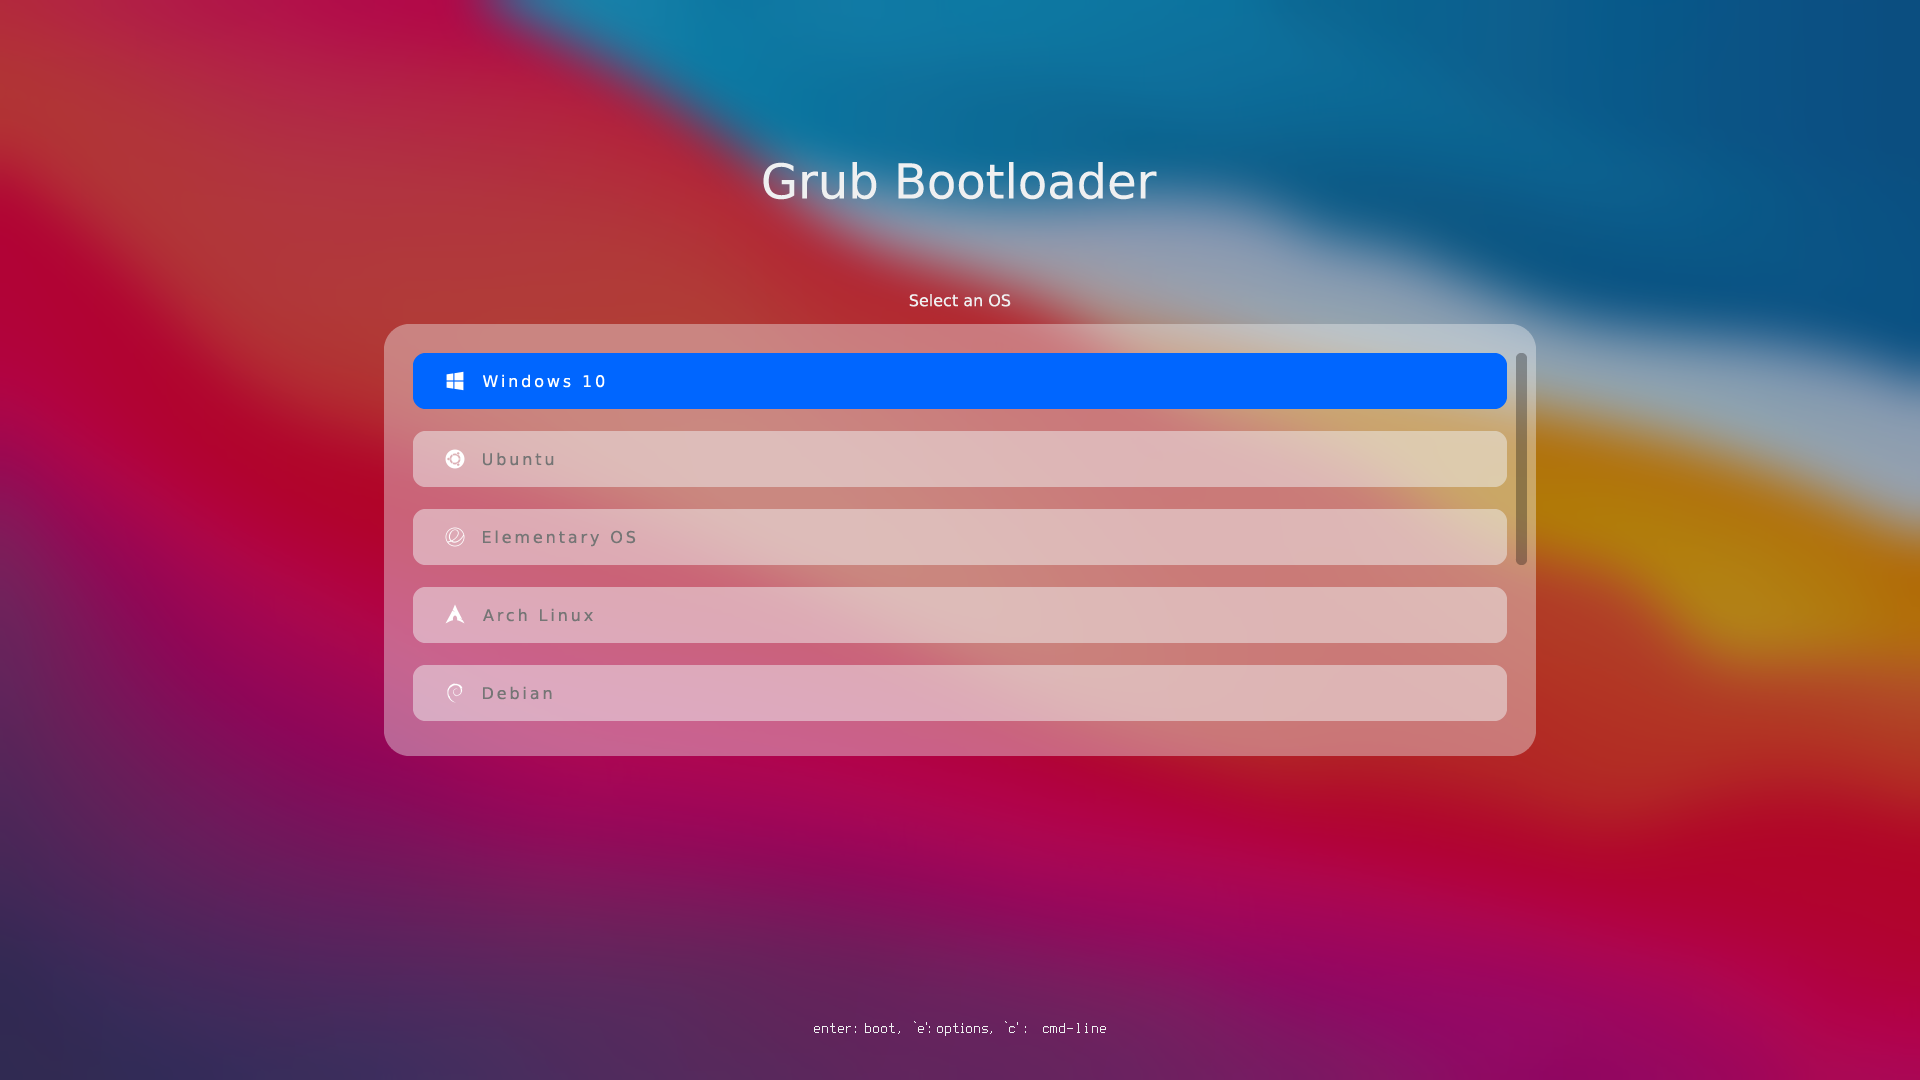 Grub Bootloader
Select an OS
Windows 10
Ubuntu
Elementary OS
Arch Linux
Debian
enter: boot, `e': options, `c': cmd-line